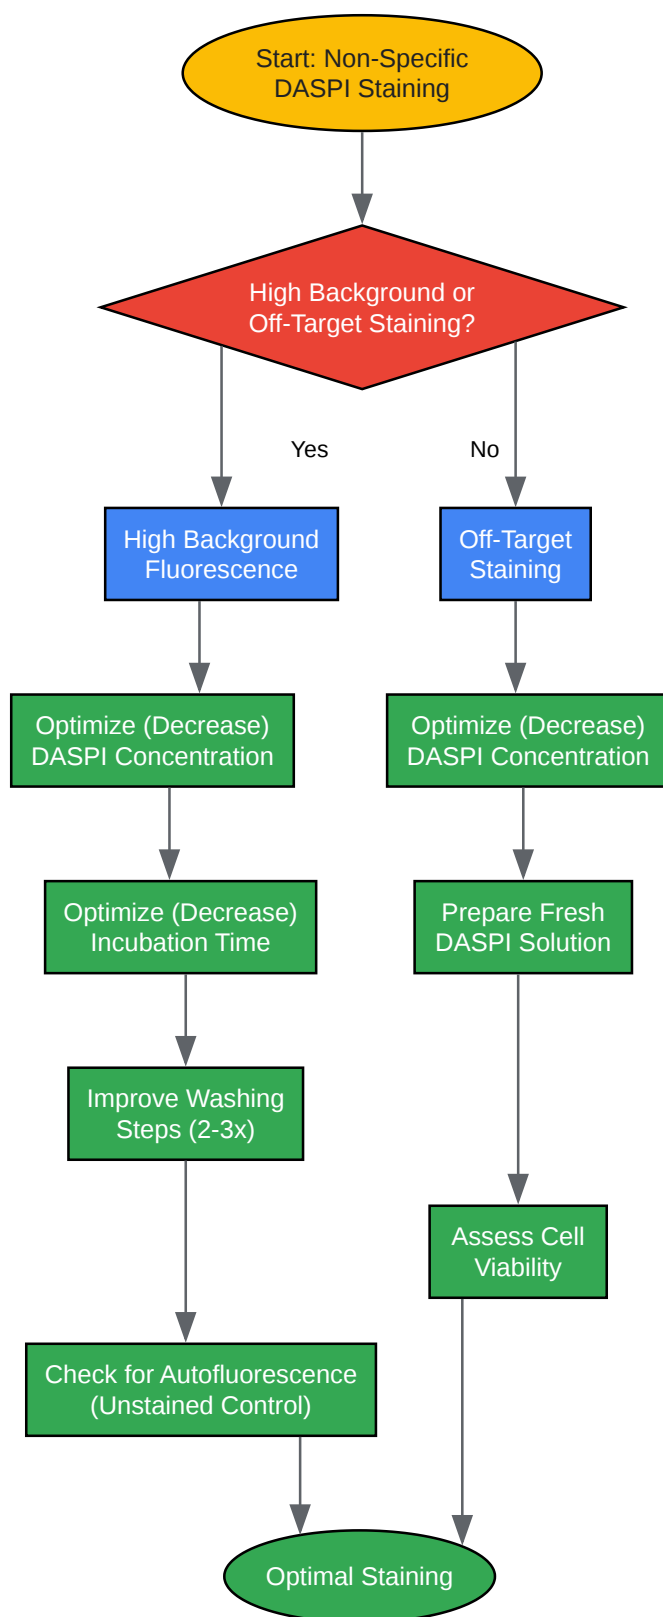 Start: Non-Specific
DASPI Staining
High Background or
Off-Target Staining?
Yes
No
High Background
Fluorescence
Off-Target
Staining
Optimize (Decrease)
DASPI Concentration
Optimize (Decrease)
DASPI Concentration
Optimize (Decrease)
Incubation Time
Prepare Fresh
DASPI Solution
Improve Washing
Steps (2-3x)
Assess Cell
Viability
Check for Autofluorescence
(Unstained Control)
Optimal Staining